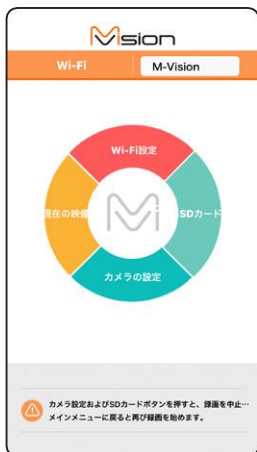 Mvision
Wi-Fi
M-Vision
Wi-Fi設定
現在の映像
SDカード
カメラの設定
カメラ設定およびSDカードボタンを押すと、録画を中止…
メインメニューに戻ると再び録画を始めます。